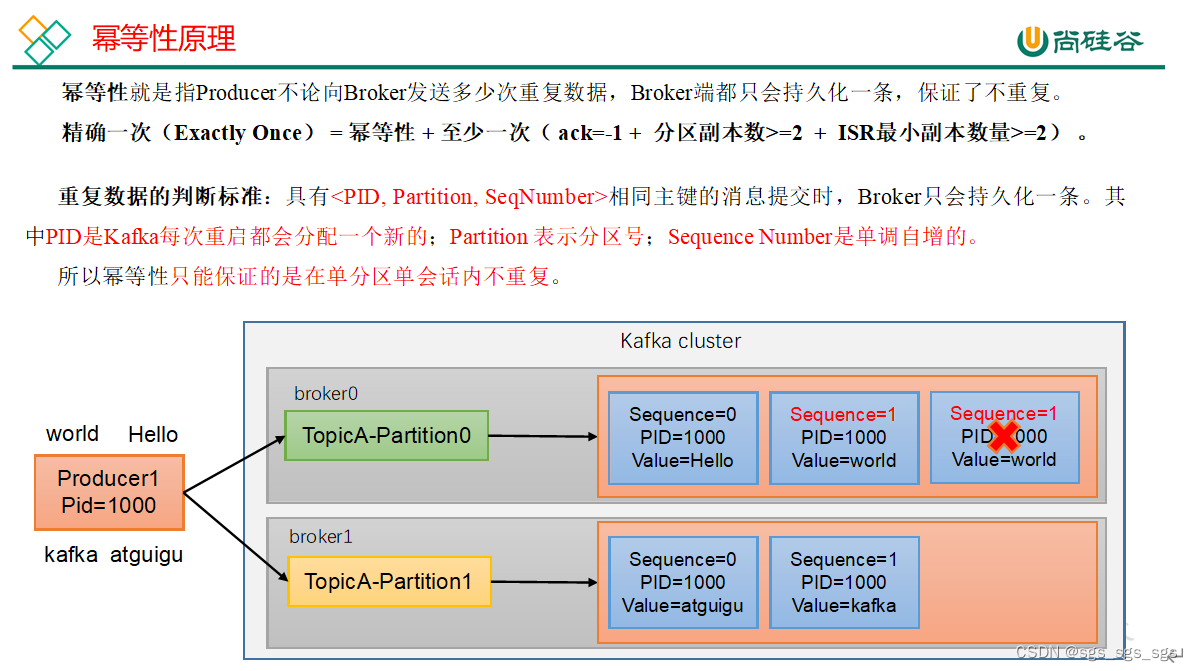 幂等性原理
尚硅谷
幂等性就是指Producer不论向Broker发送多少次重复数据，Broker端都只会持久化一条，保证了不重复。
精确一次（Exactly Once） = 幂等性 + 至少一次（ ack=-1 + 分区副本数>=2 + ISR最小副本数量>=2） 。
重复数据的判断标准：具有<PID, Partition, SeqNumber>相同主键的消息提交时，Broker只会持久化一条。其
中PID是Kafka每次重启都会分配一个新的；Partition 表示分区号；Sequence Number是单调自增的。
所以幂等性只能保证的是在单分区单会话内不重复。
Kafka cluster
world Hello
Producer1
Pid=1000
kafka atguigu
broker0
TopicA-Partition0
Sequence=0
PID=1000
Value=Hello
Sequence=1
PID=1000
Value=world
Sequence=1
PID=1000
Value=world
broker1
TopicA-Partition1
Sequence=0
PID=1000
Value=atguigu
Sequence=1
PID=1000
Value=kafka
CSDN @sgs_sgs_sgs